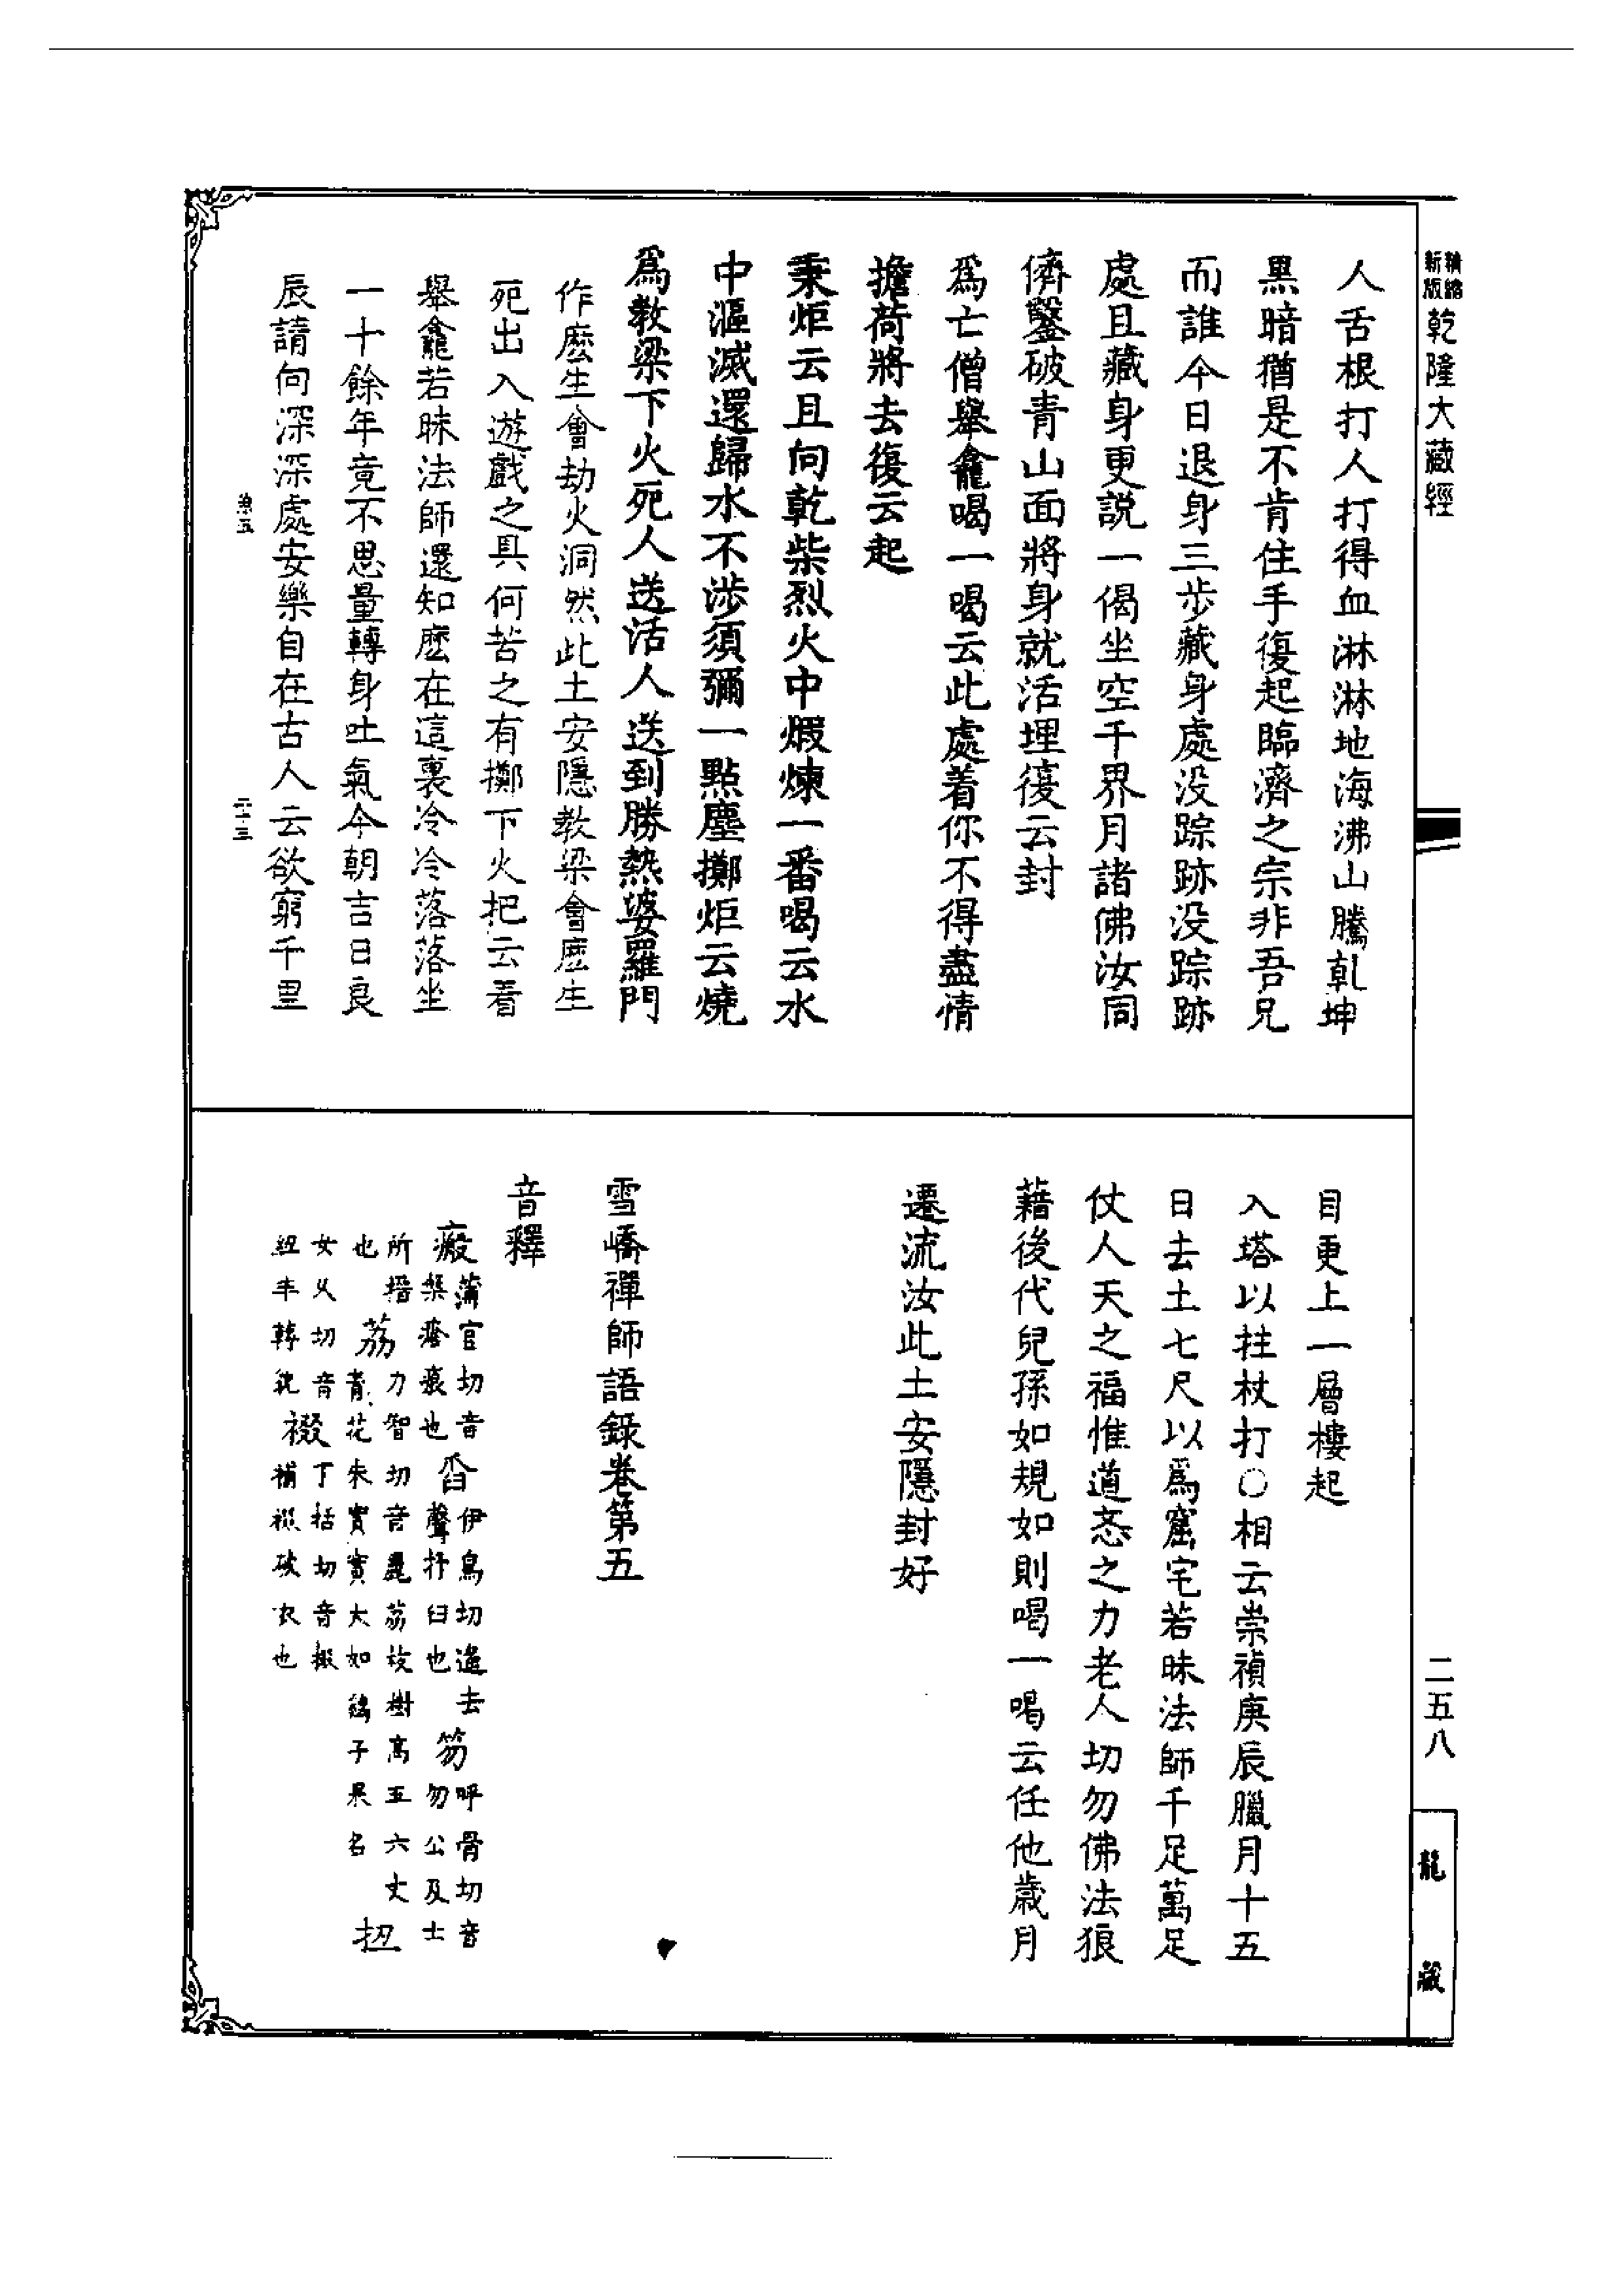 精縮新版乾隆大藏經
人舌根打人打得血淋淋地海沸山騰乹坤
黒暗猶是不肯住手復起臨濟之宗非吾兄
而誰今日退身三步藏身處没踪跡没踪跡
處且藏身更説一偈坐空千界月諸佛汝同
儕鑿破青山面將身就活埋復云封
爲亡僧舉龕喝一喝云此處着你不得盡情
擔荷將去復云起
秉炬云且向乾柴烈火中煆煉一番喝云水
中漚滅還歸水不涉須彌一點塵擲炬云燒
爲教梁下火死人送活人送到勝熱婆羅門
作麽生會劫火洞然此土安隱教梁會麽生
死出入遊戲之具何苦之有擲下火把云看
舉龕若昧法師還知麽在這裏冷冷落落坐
一十餘年竟不思量轉身吐氣今朝吉日良
辰請向深深處安樂自在古人云欲窮千里
二十三
目更上一層樓起
入塔以拄杖打○相云崇禎庚辰臘月十五
日去土七尺以爲窟宅若昧法師千足萬足
仗人天之福惟道忞之力老人切勿佛法狼
藉後代兒孫如規如則喝一喝云任他歲月
遷流汝此土安隱封好
雪嶠禪師語錄卷第五
音釋
瘢蒲官切音槃瘡痕也舀伊鳥切遙去聲抒臼也笏呼骨切音勿公及士
所搢也荔力智切音麗荔枝樹高五六丈青花朱實實大如鷄子果名扭
女乆切音紐手轉皃裰丁括切音掇補裰破衣也
二五八
龍藏